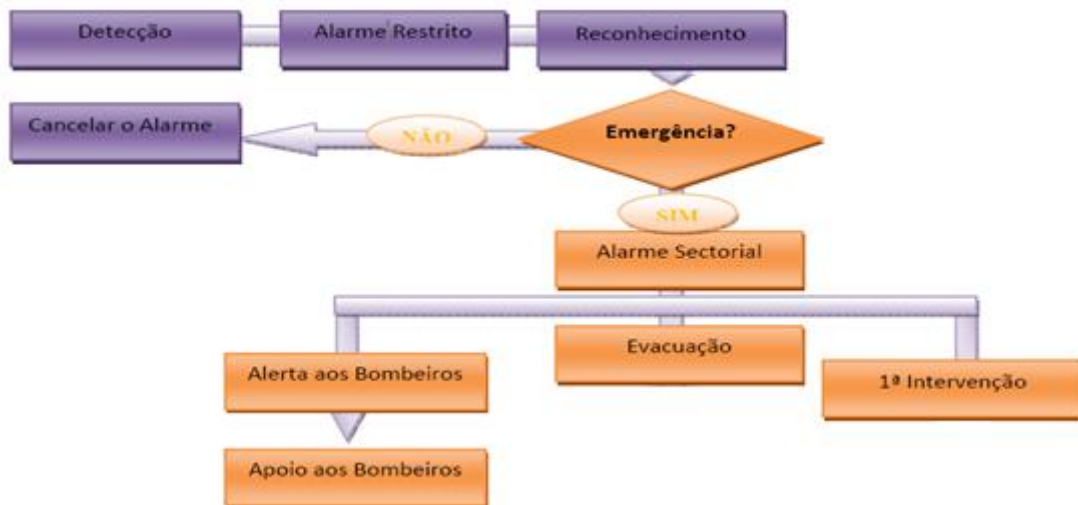 Detecção
Alarme Restrito
Reconhecimento
Cancelar o Alarme
NÃO
Emergência?
SIM
Alarme Sectorial
Evacuação
Alerta aos Bombeiros
1ª Intervenção
Apoio aos Bombeiros